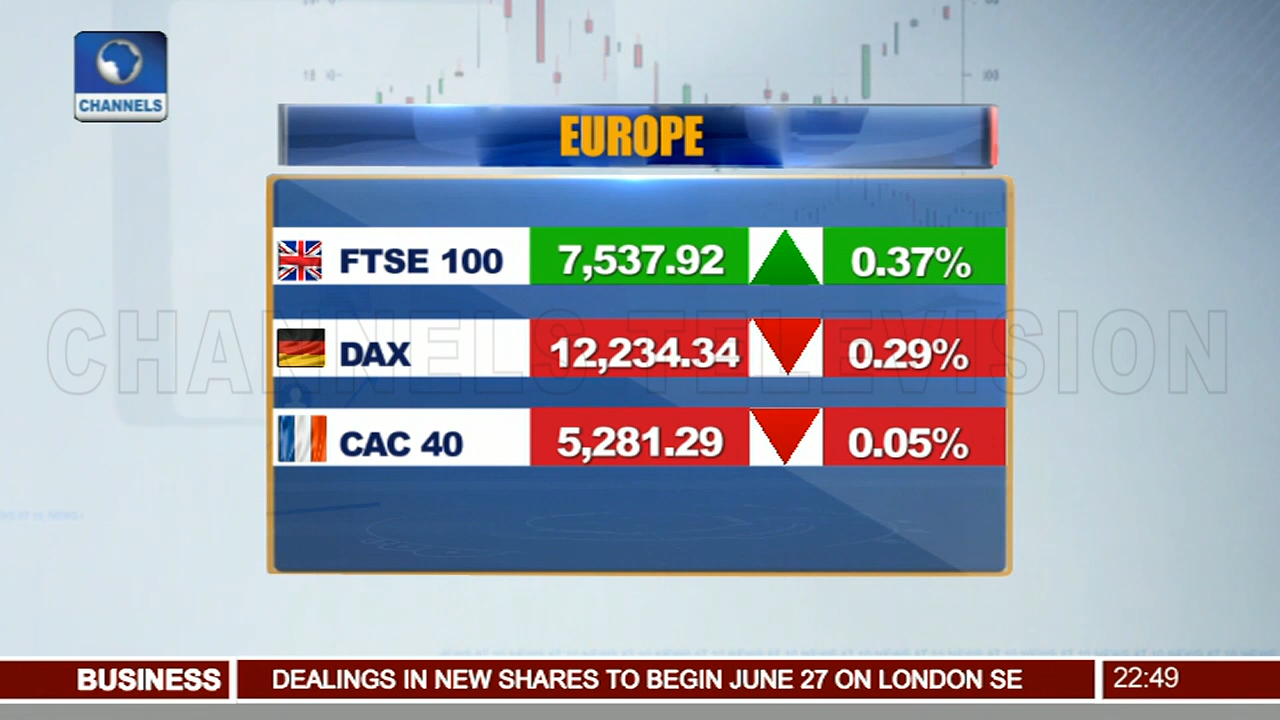 CHANNELS
EUROPE
FTSE 100 7,537.92 0.37%
DAX 12,234.34 0.29%
CHANNELS TELEVISION
CAC 40 5,281.29 0.05%
BUSINESS DEALINGS IN NEW SHARES TO BEGIN JUNE 27 ON LONDON SE 22:49